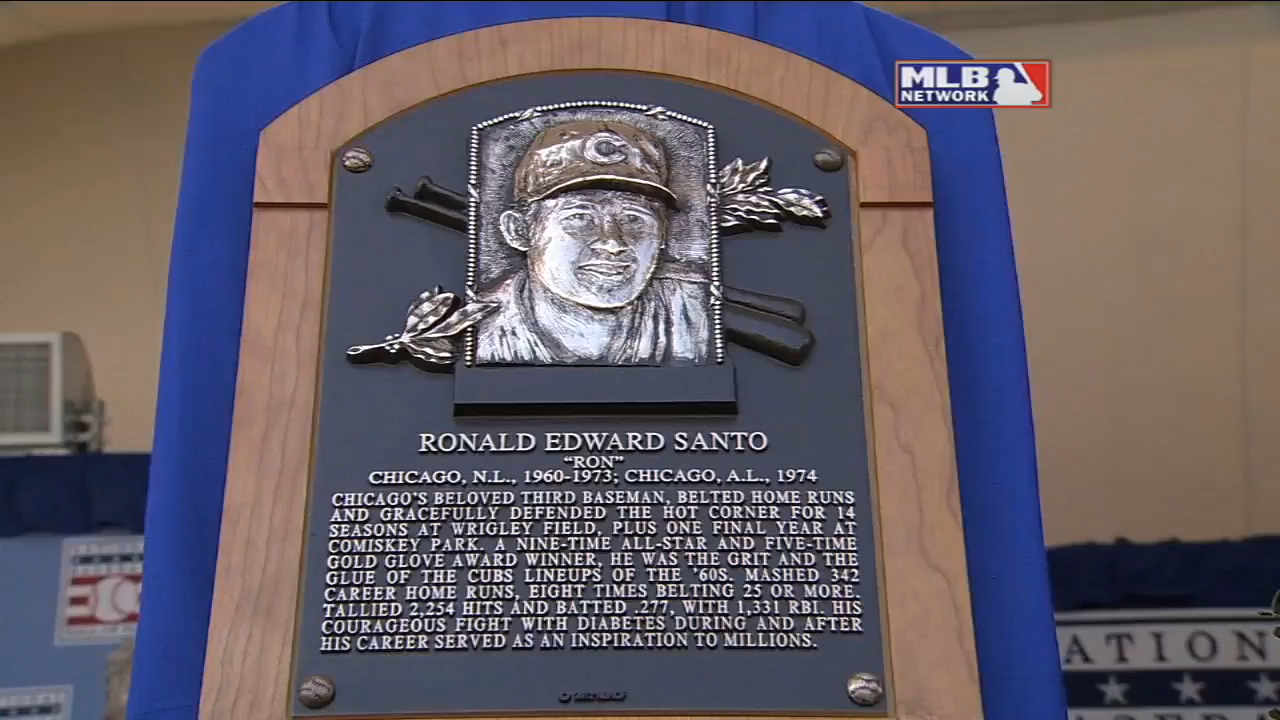 MLB
NETWORK
C
RONALD EDWARD SANTO
“RON”
CHICAGO, N.L., 1960-1973; CHICAGO, A.L., 1974
CHICAGO'S BELOVED THIRD BASEMAN, BELTED HOME RUNS
AND GRACEFULLY DEFENDED THE HOT CORNER FOR 14
SEASONS AT WRIGLEY FIELD, PLUS ONE FINAL YEAR AT
COMISKEY PARK. A NINE-TIME ALL-STAR AND FIVE-TIME
GOLD GLOVE AWARD WINNER, HE WAS THE GRIT AND THE
GLUE OF THE CUBS LINEUPS OF THE '60S. MASHED 342
CAREER HOME RUNS, EIGHT TIMES BELTING 25 OR MORE.
TALLIED 2,254 HITS AND BATTED .277, WITH 1,331 RBI. HIS
COURAGEOUS FIGHT WITH DIABETES DURING AND AFTER
HIS CAREER SERVED AS AN INSPIRATION TO MILLIONS.
ATION